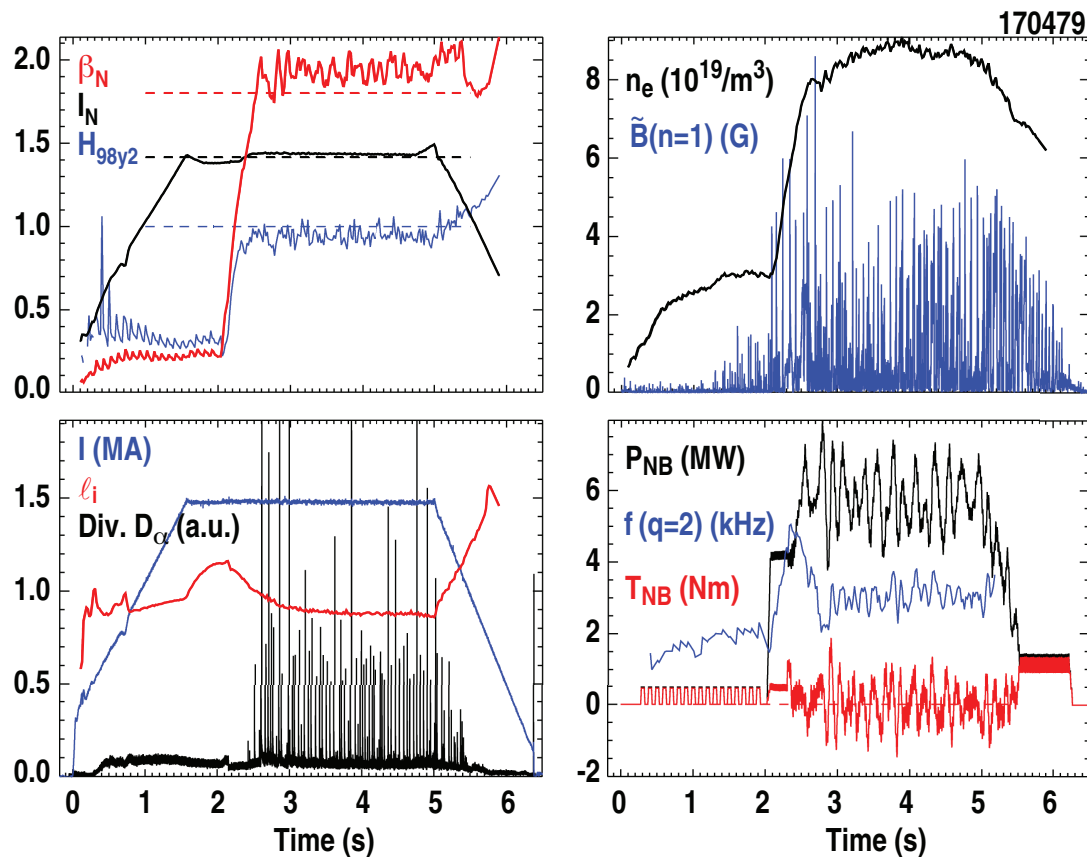 170479
β_N
I_N
H_98y2
2.0
1.5
1.0
0.5
0.0
n_e (10^19/m^3)
B̃(n=1) (G)
8
6
4
2
0
I (MA)
ℓ_i
Div. D_α (a.u.)
1.5
1.0
0.5
0.0
0 1 2 3 4 5 6
Time (s)
P_NB (MW)
f (q=2) (kHz)
T_NB (Nm)
6
4
2
0
-2
0 1 2 3 4 5 6
Time (s)